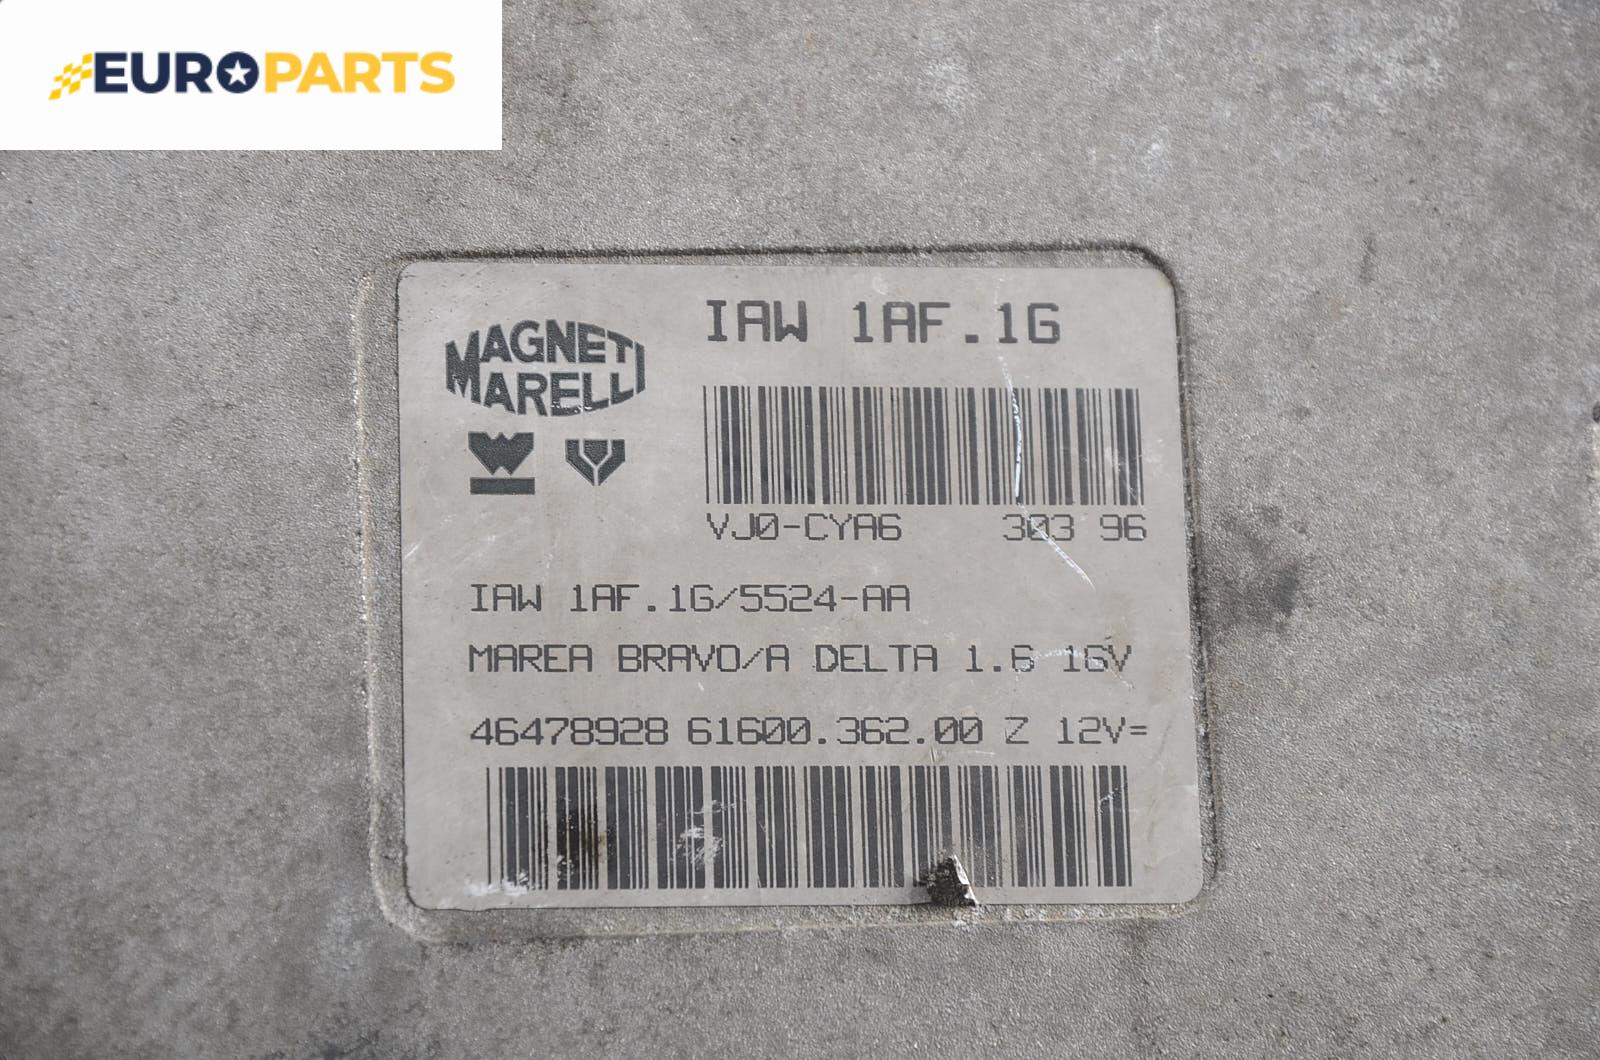 EUROPARTS
MAGNETI
MARELLI
IAW 1AF.1G
VJ0-CYA6 303 96
IAW 1AF.1G/5524-AA
MAREA BRAVO/A DELTA 1.6 16V
46478928 61600.362.00 Z 12V=